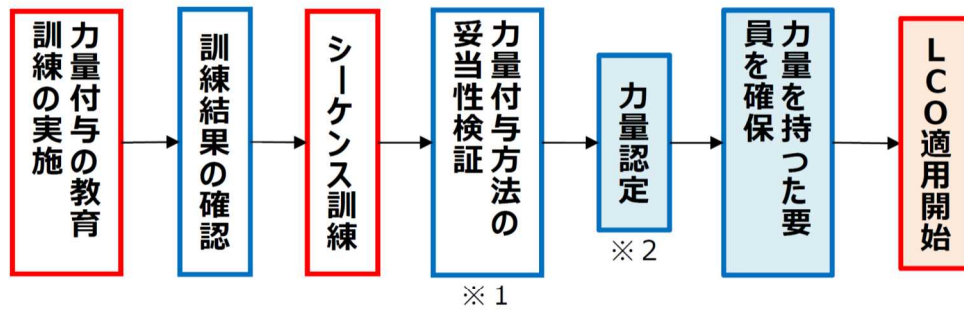 力量付与の教育
訓練の実施
訓練結果の確認
シーケンス訓練
力量付与方法の
妥当性検証
※1
力量認定
※2
力量を持つた要
員を確保
LCO適用開始